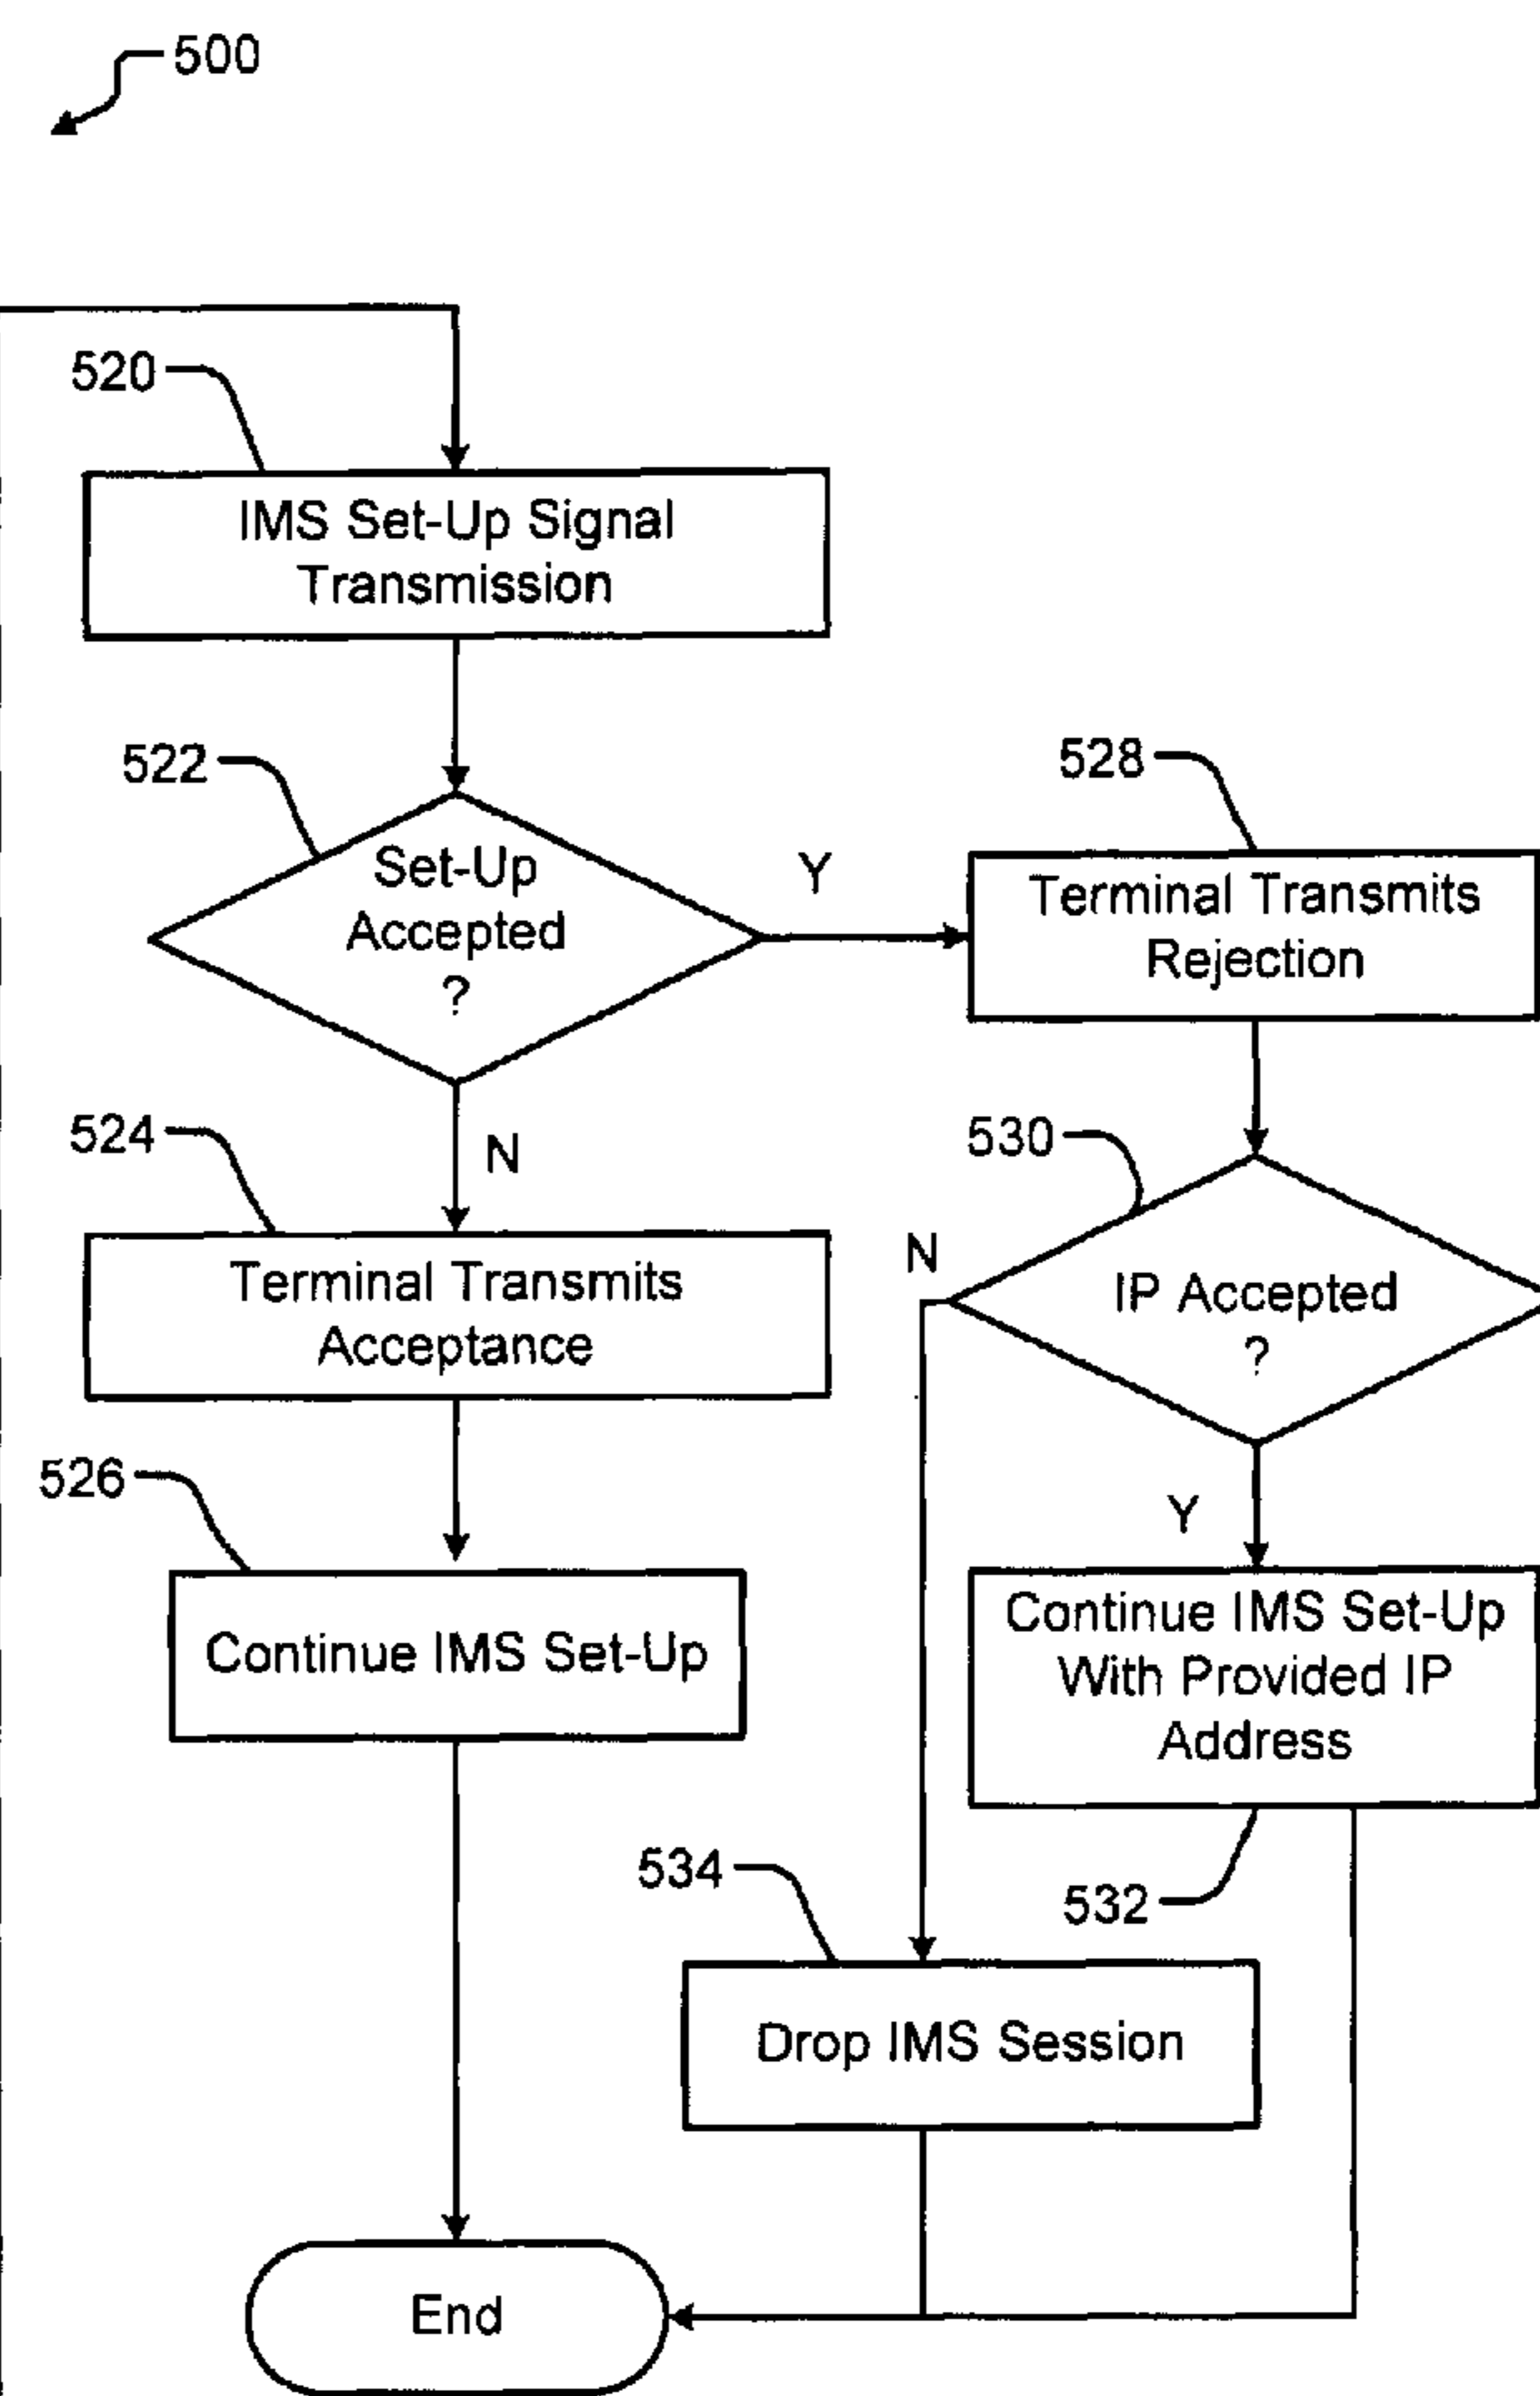 500
520
IMS Set-Up Signal
Transmission
522
Set-Up
Accepted
?
Y
528
Terminal Transmits
Rejection
524
N
Terminal Transmits
Acceptance
530
N
IP Accepted
?
Y
526
Continue IMS Set-Up
Continue IMS Set-Up
With Provided IP
Address
534
532
Drop IMS Session
End